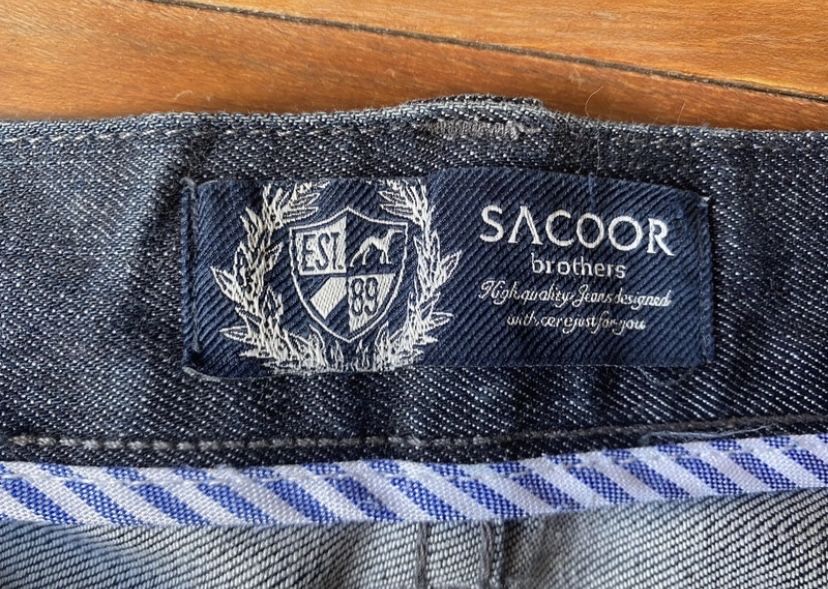 EST.
89
SACOOR
brothers
High quality Jeans designed
with care just for you